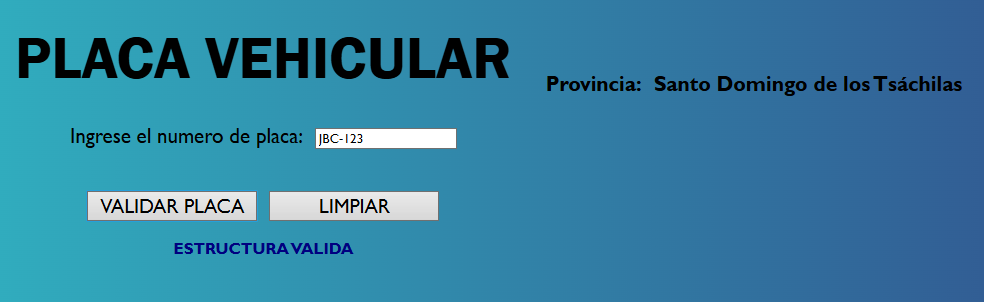 PLACA VEHICULAR
Provincia: Santo Domingo de los Tsáchilas
Ingrese el numero de placa: JBC-123
VALIDAR PLACA LIMPIAR
ESTRUCTURA VALIDA